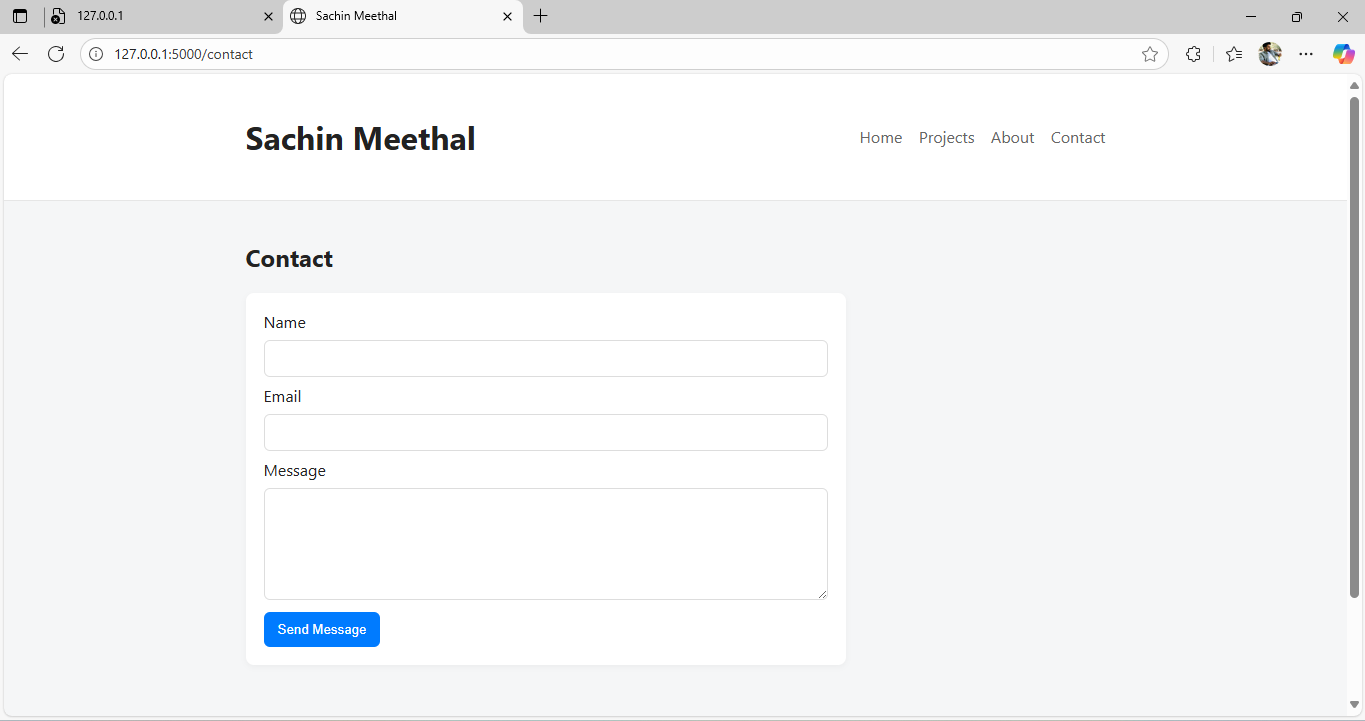 127.0.0.1
Sachin Meethal
127.0.0.1:5000/contact
Sachin Meethal
Home Projects About Contact
Contact
Name
Email
Message
Send Message